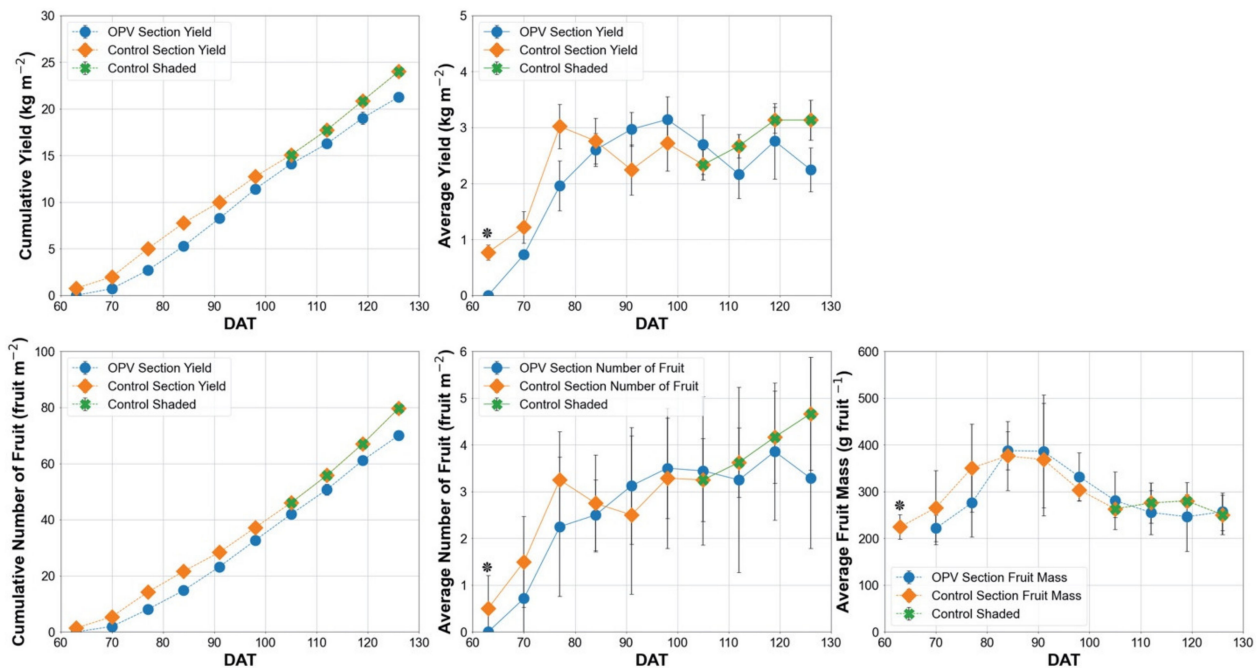 Cumulative Yield (kg m⁻²)
30
25
20
15
10
5
0
OPV Section Yield
Control Section Yield
Control Shaded
60 70 80 90 100 110 120 130
DAT
Average Yield (kg m⁻²)
5
4
3
2
1
0
OPV Section Yield
Control Section Yield
Control Shaded
*
60 70 80 90 100 110 120 130
DAT
Cumulative Number of Fruit (fruit m⁻²)
100
80
60
40
20
0
OPV Section Yield
Control Section Yield
Control Shaded
60 70 80 90 100 110 120 130
DAT
Average Number of Fruit (fruit m⁻²)
6
5
4
3
2
1
0
OPV Section Number of Fruit
Control Section Number of Fruit
Control Shaded
*
60 70 80 90 100 110 120 130
DAT
Average Fruit Mass (g fruit ⁻¹)
600
500
400
300
200
100
0
*
OPV Section Fruit Mass
Control Section Fruit Mass
Control Shaded
60 70 80 90 100 110 120 130
DAT